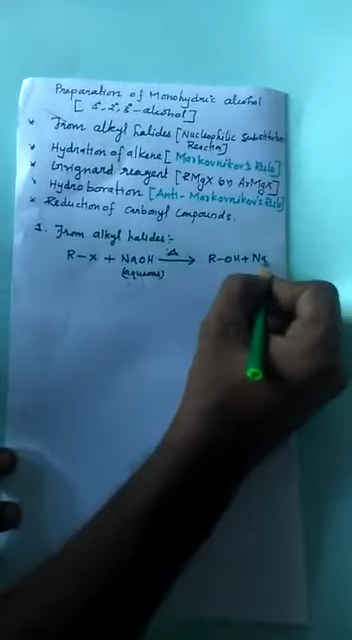 Preparation of Monohydric alcohol
[1°, 2°, 3° - alcohol]
* From alkyl halides [Nucleophilic Substitution
Reactn]
* Hydration of alkene [Markovnikov's Rule]
* Grignard reagent [RMgX or ArMgX]
* Hydroboration [Anti-Markovnikov's Rule]
* Reduction of Carbonyl Compounds.
1. From alkyl halides:-
R-X + NaOH →Δ R-OH + Na
(aqueous)